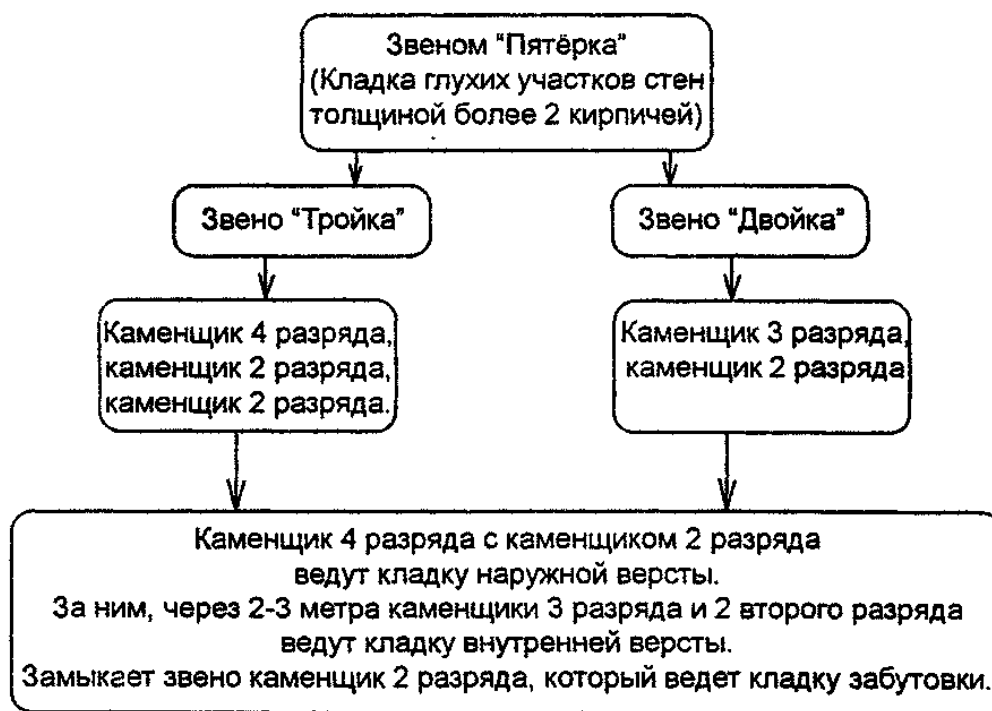 Звеном "Пятёрка"
(Кладка глухих участков стен
толщиной более 2 кирпичей)
Звено "Тройка"
Звено "Двойка"
Каменщик 4 разряда,
каменщик 2 разряда,
каменщик 2 разряда.
Каменщик 3 разряда,
каменщик 2 разряда
Каменщик 4 разряда с каменщиком 2 разряда
ведут кладку наружной версты.
За ним, через 2-3 метра каменщики 3 разряда и 2 второго разряда
ведут кладку внутренней версты.
Замыкает звено каменщик 2 разряда, который ведет кладку забутовки.